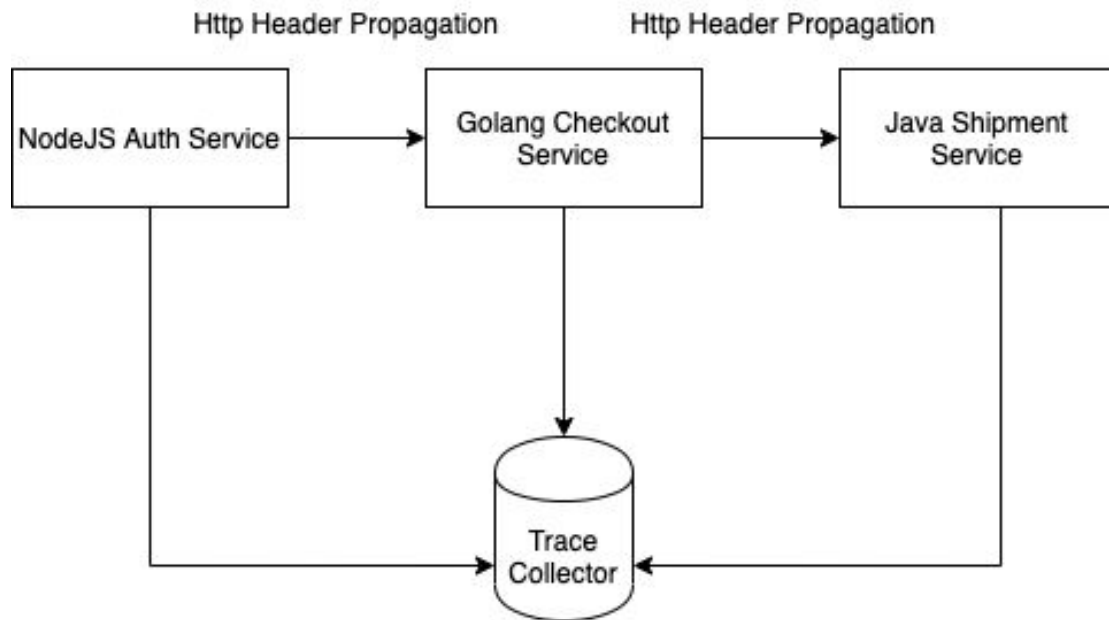 Http Header Propagation
Http Header Propagation
NodeJS Auth Service
Golang Checkout
Service
Java Shipment
Service
Trace
Collector